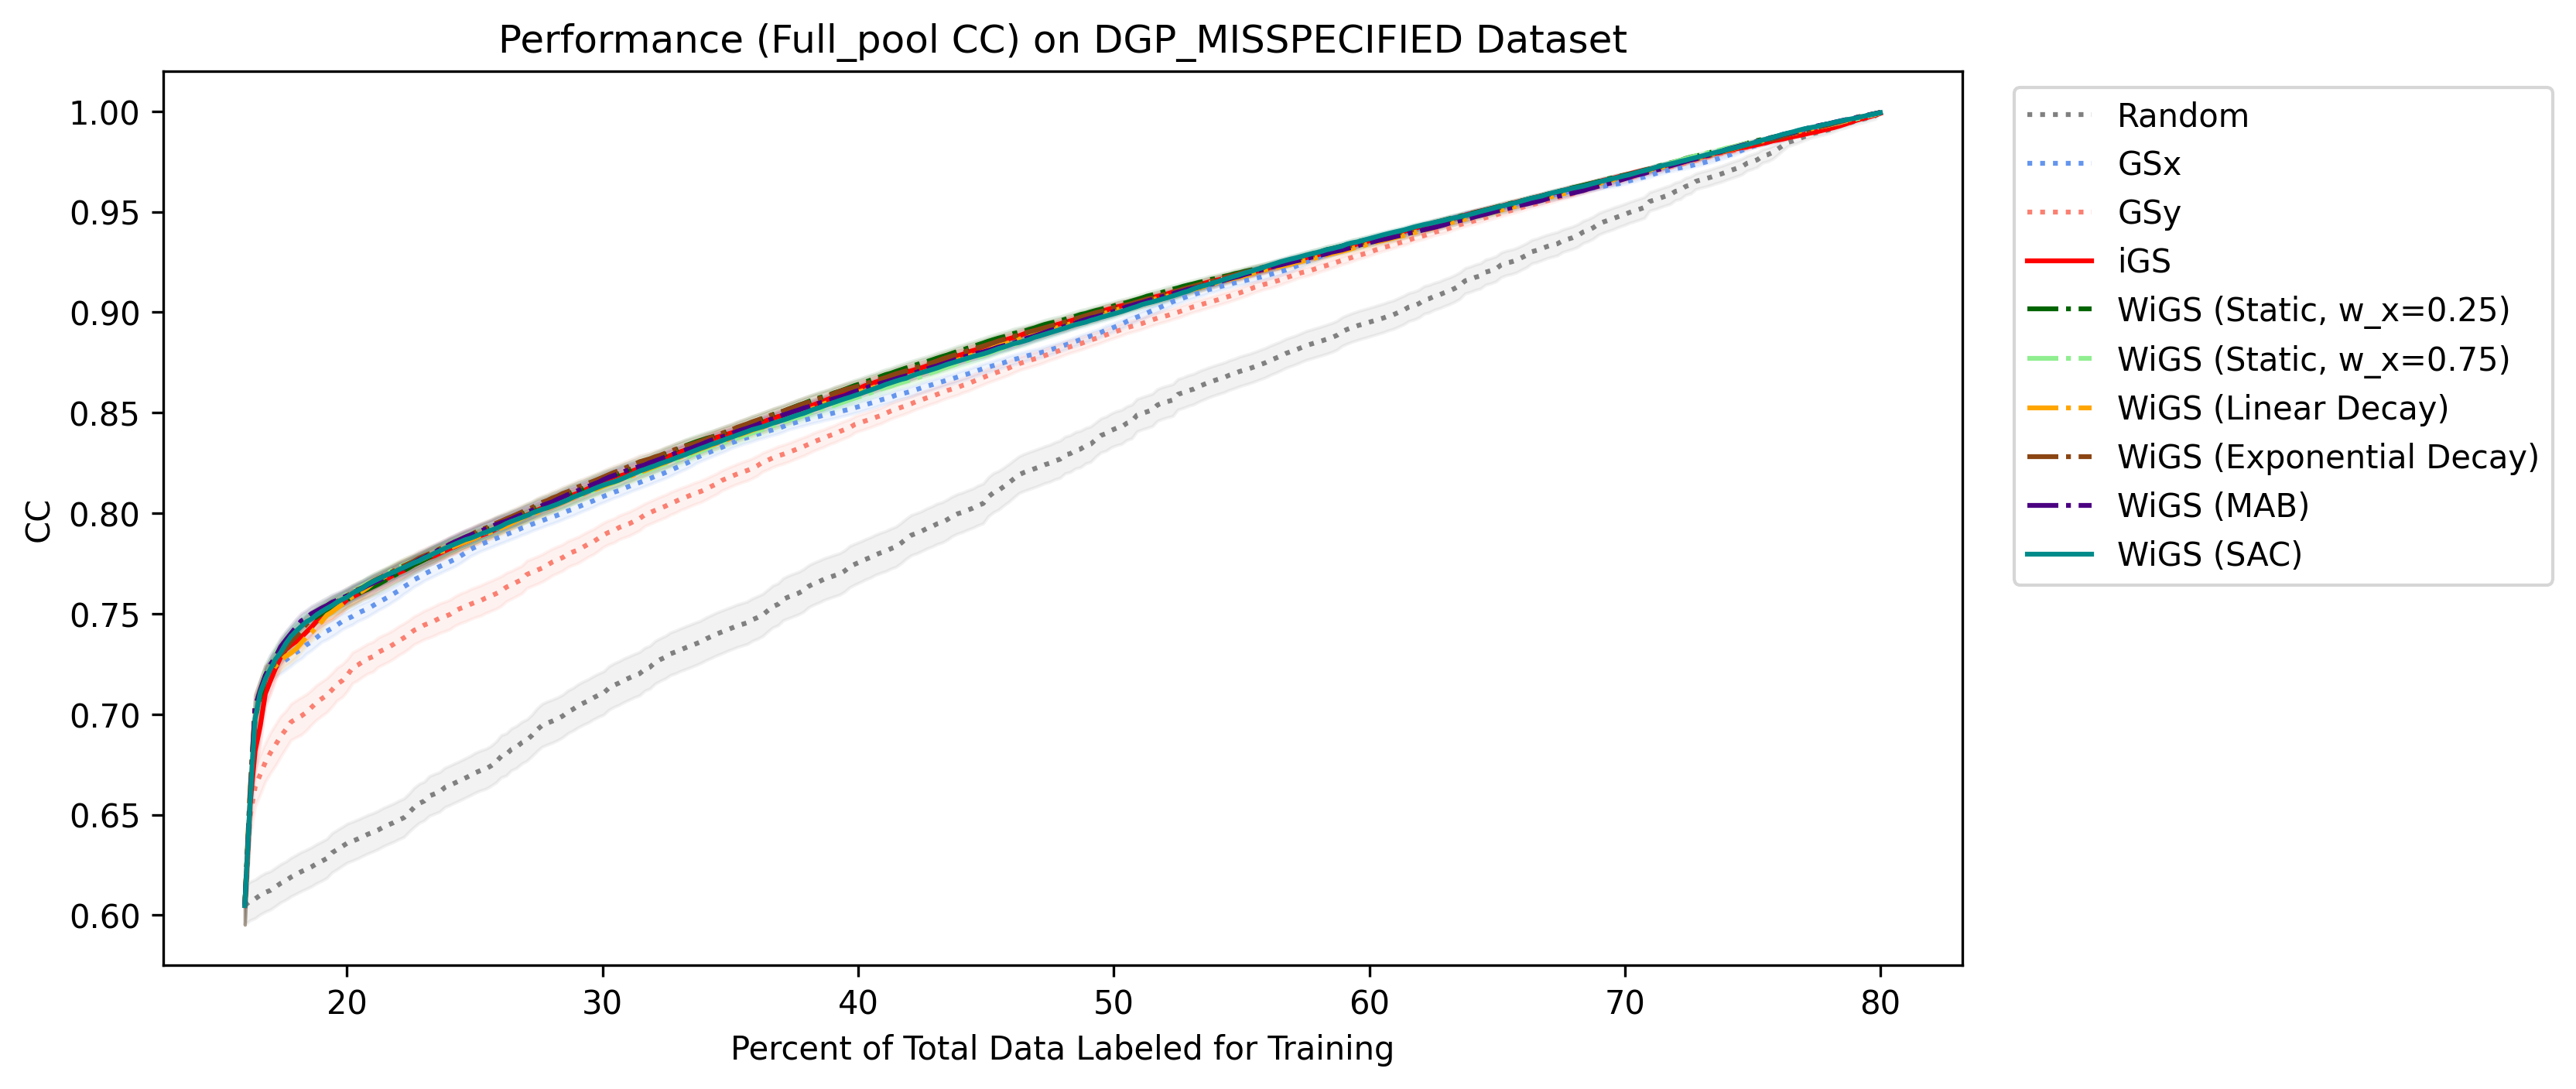 Performance (Full_pool CC) on DGP_MISSPECIFIED Dataset
CC
1.00
0.95
0.90
0.85
0.80
0.75
0.70
0.65
0.60
20 30 40 50 60 70 80
Percent of Total Data Labeled for Training
Random
GSx
GSy
iGS
WiGS (Static, w_x=0.25)
WiGS (Static, w_x=0.75)
WiGS (Linear Decay)
WiGS (Exponential Decay)
WiGS (MAB)
WiGS (SAC)